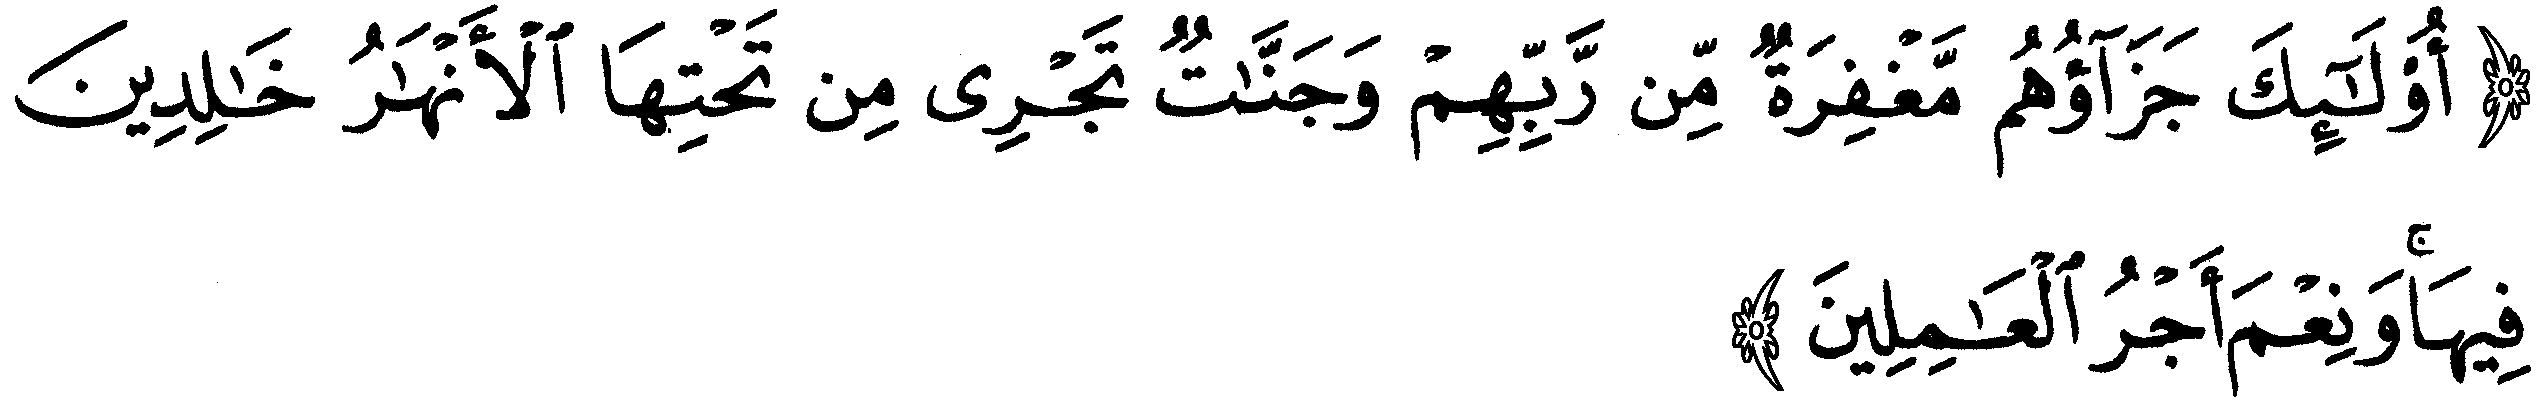 ﴿ أُو۟لَـٰٓئِكَ جَزَآؤُهُم مَّغْفِرَةٌ مِّن رَّبِّهِمْ وَجَنَّـٰتٌ تَجْرِى مِن تَحْتِهَا ٱلْأَنْهَـٰرُ خَـٰلِدِينَ
فِيهَا ۚ وَنِعْمَ أَجْرُ ٱلْعَـٰمِلِينَ ﴾